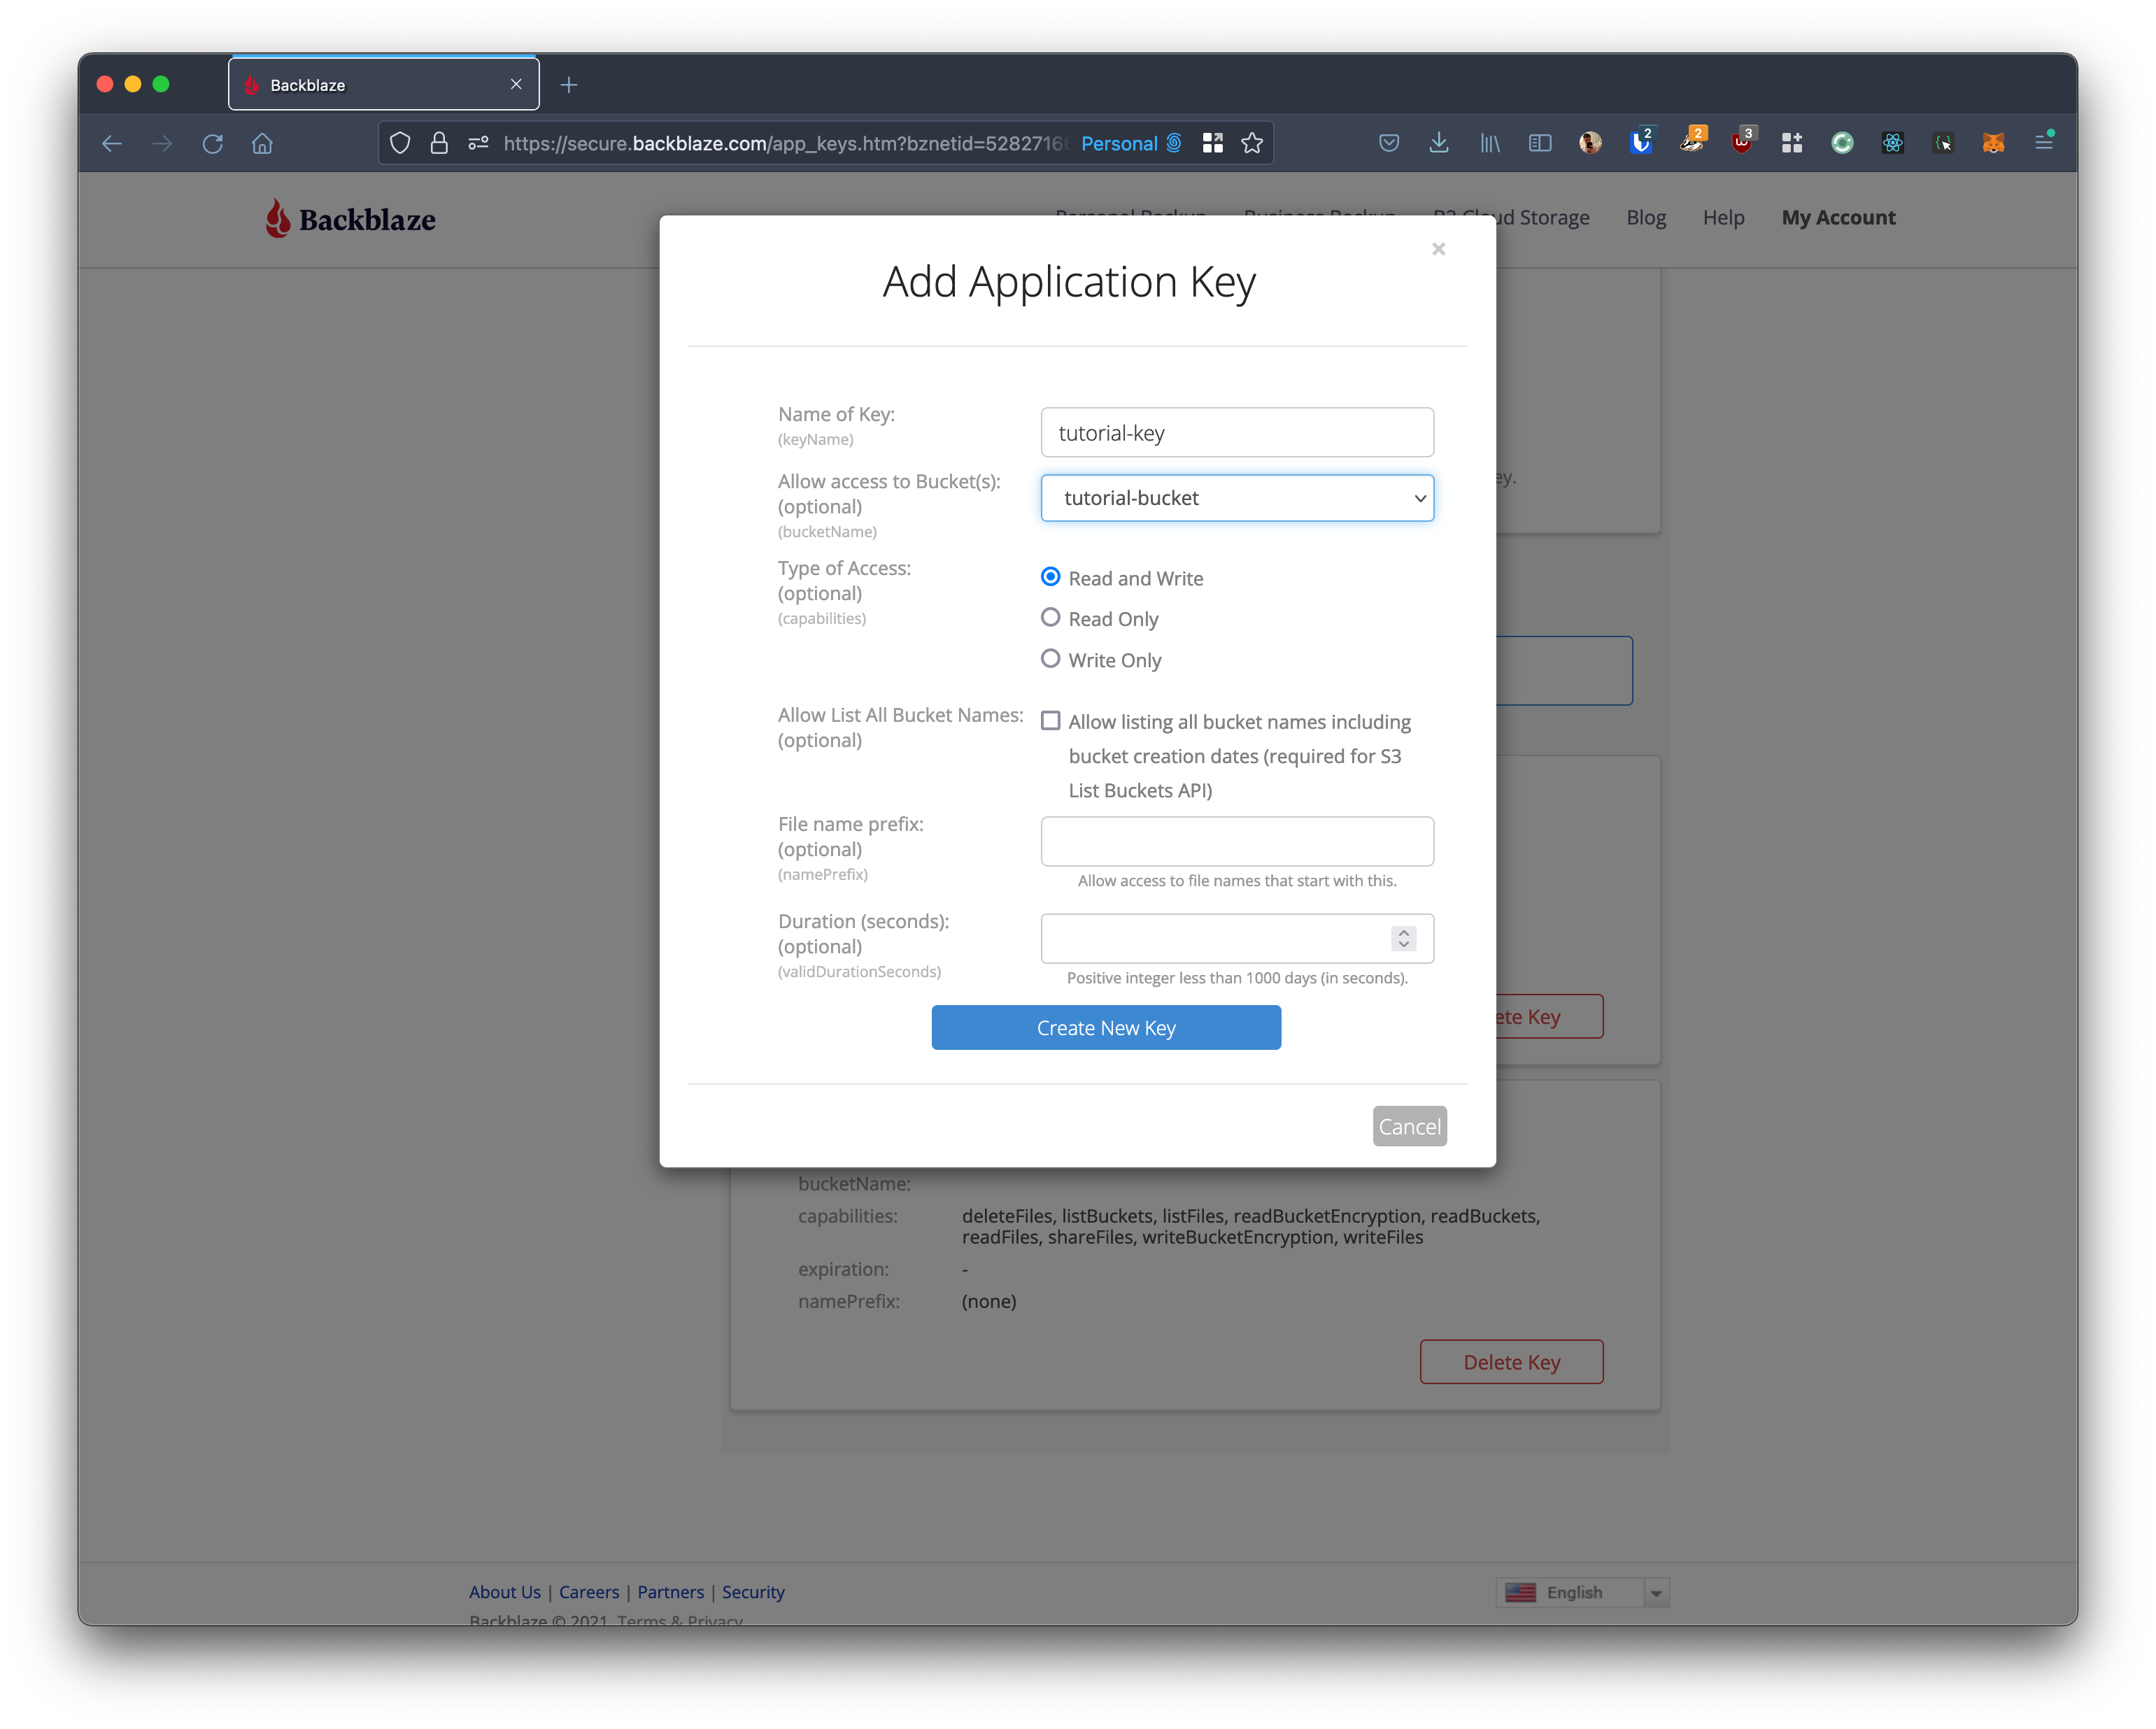 Backblaze
https://secure.backblaze.com/app_keys.htm?bznetid=5282716 Personal
2 2 3
Backblaze
Personal Backup Business Backup B2 Cloud Storage Blog Help My Account
×
Add Application Key
Name of Key:
(keyName)
tutorial-key
Allow access to Bucket(s):
(optional)
(bucketName)
tutorial-bucket
ey.
Type of Access:
(optional)
(capabilities)
Read and Write
Read Only
Write Only
Allow List All Bucket Names:
(optional)
Allow listing all bucket names including
bucket creation dates (required for S3
List Buckets API)
File name prefix:
(optional)
(namePrefix)
Allow access to file names that start with this.
Duration (seconds):
(optional)
(validDurationSeconds)
Positive integer less than 1000 days (in seconds).
Create New Key
ete Key
Cancel
bucketName:
capabilities: deleteFiles, listBuckets, listFiles, readBucketEncryption, readBuckets,
readFiles, shareFiles, writeBucketEncryption, writeFiles
expiration: -
namePrefix: (none)
Delete Key
About Us | Careers | Partners | Security
English
Backblaze © 2021 Terms & Privacy